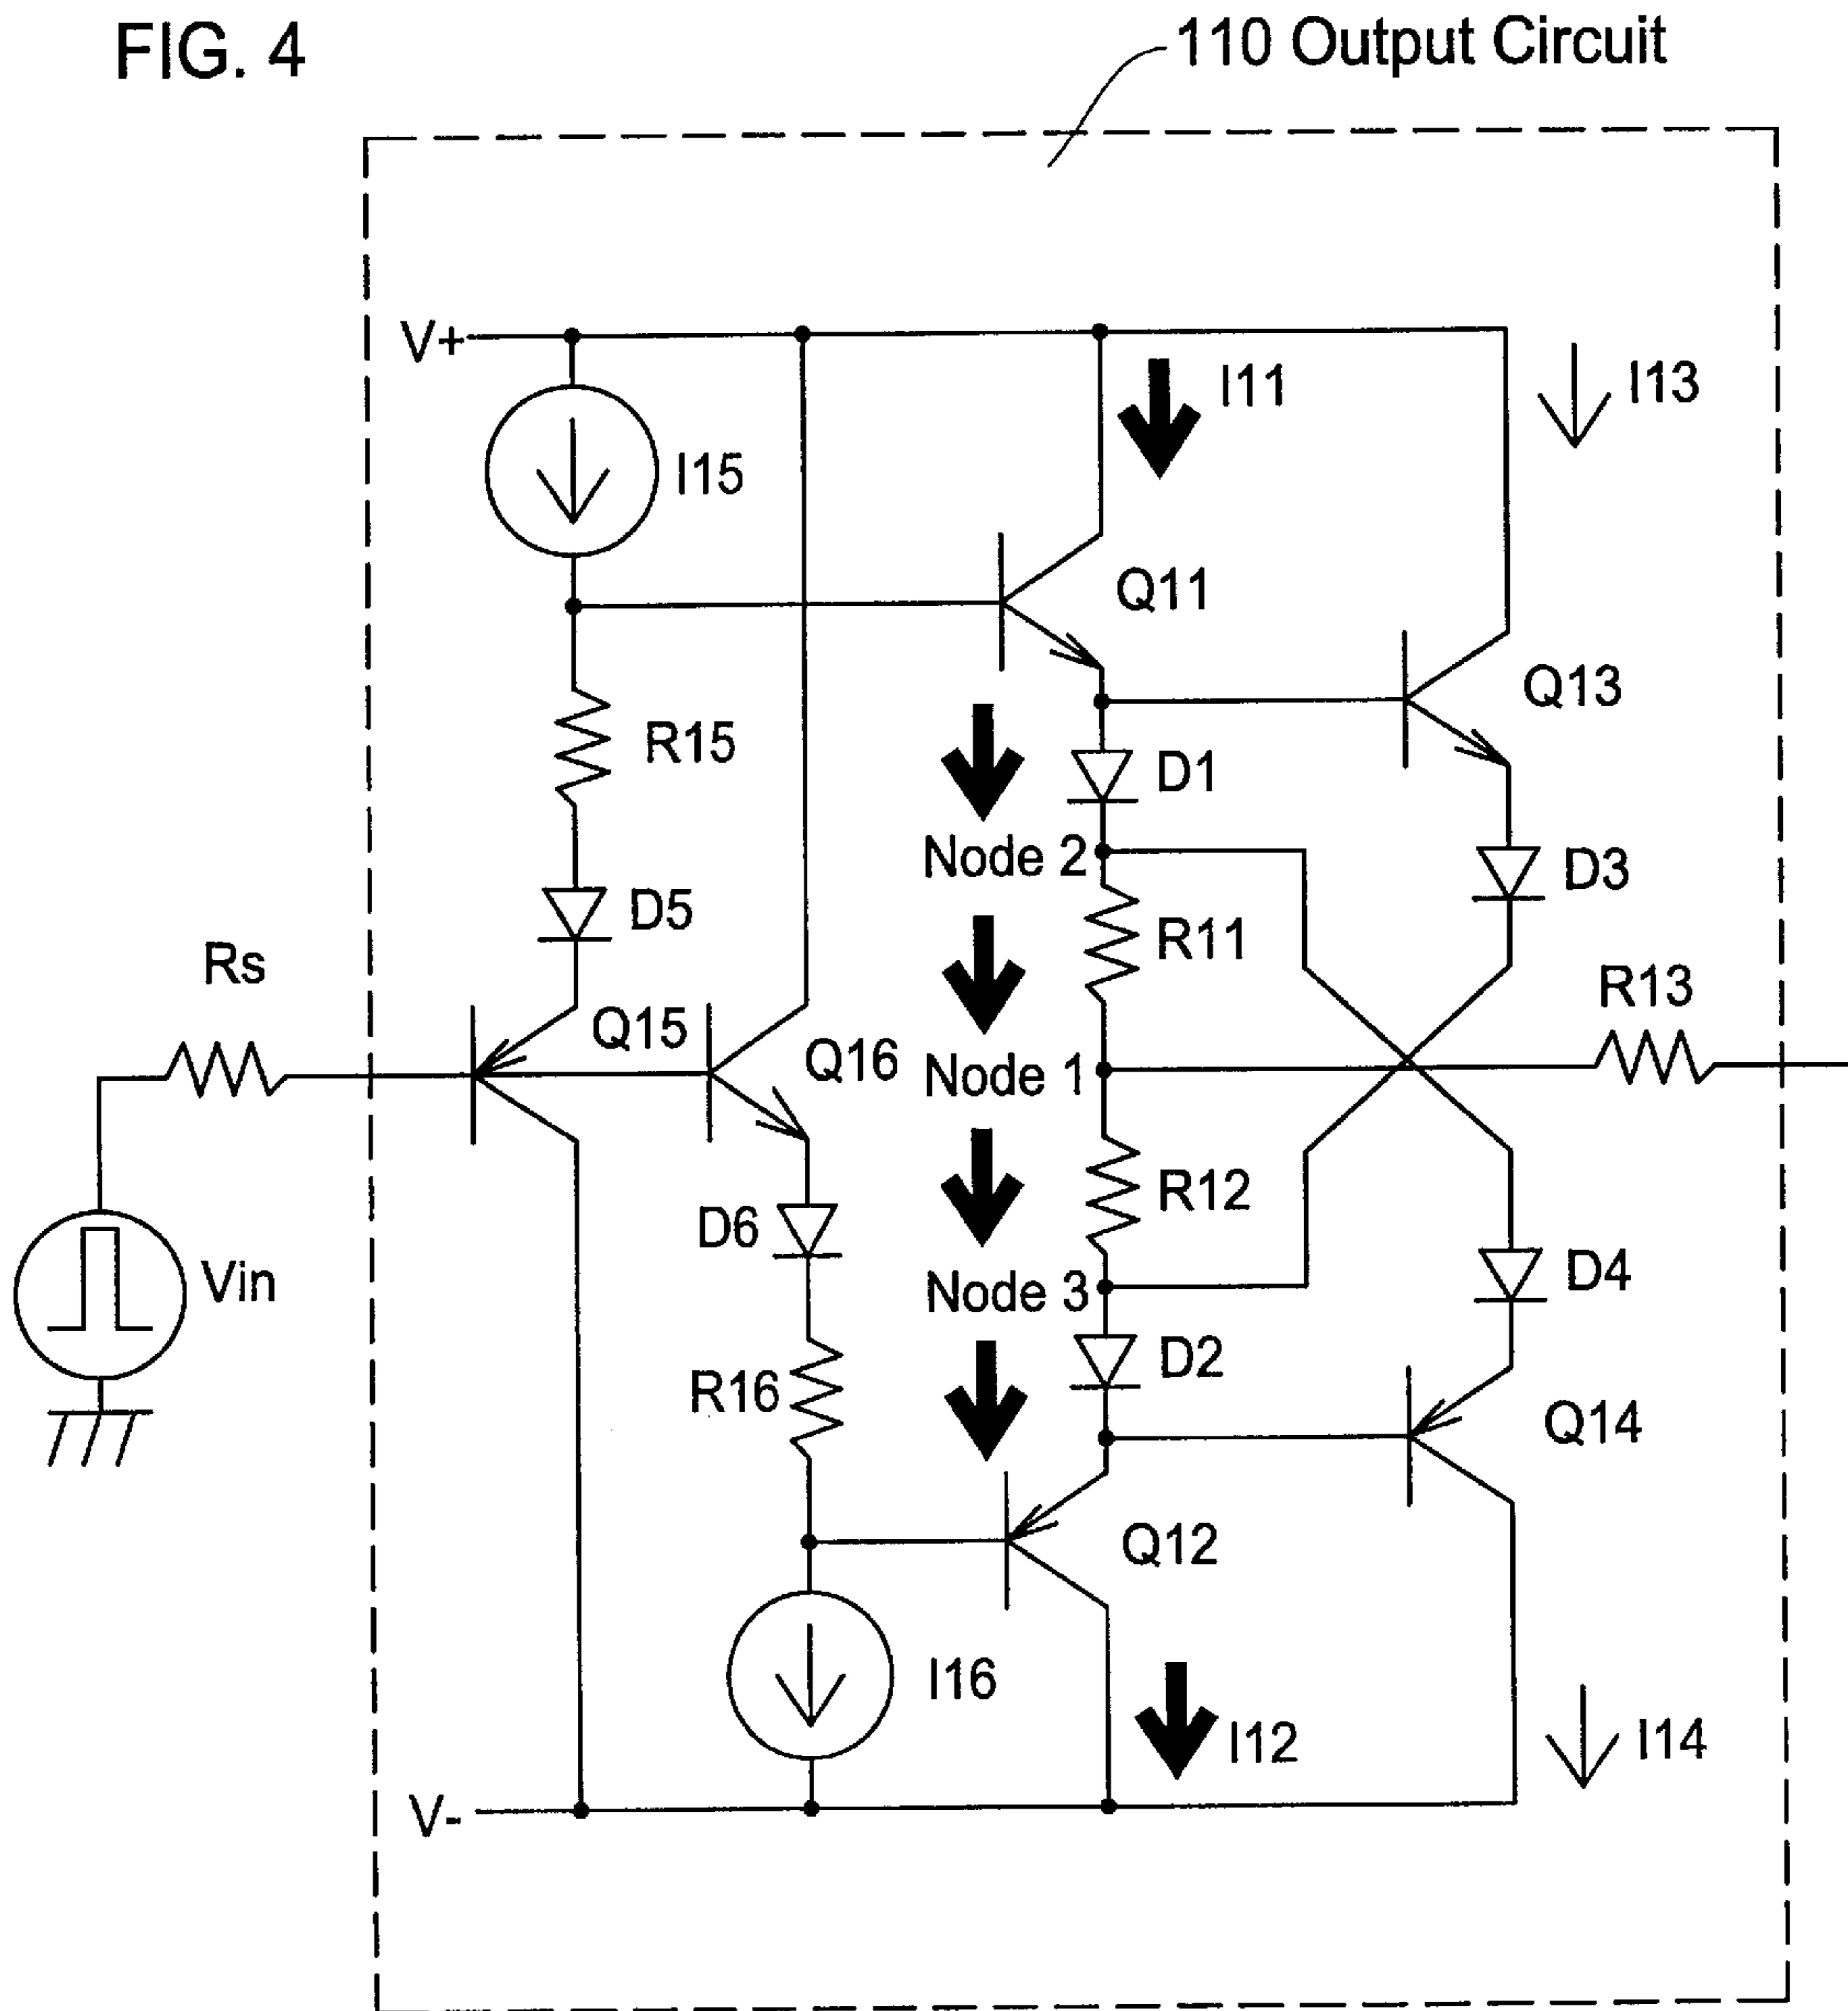 FIG. 4
110 Output Circuit
V+
I11
I13
I15
Q11
Q13
R15
D1
Node 2
D3
D5
R11
Rs
R13
Q15
Q16
Node 1
R12
D6
Vin
Node 3
D4
D2
R16
Q14
Q12
I16
I12
I14
V-